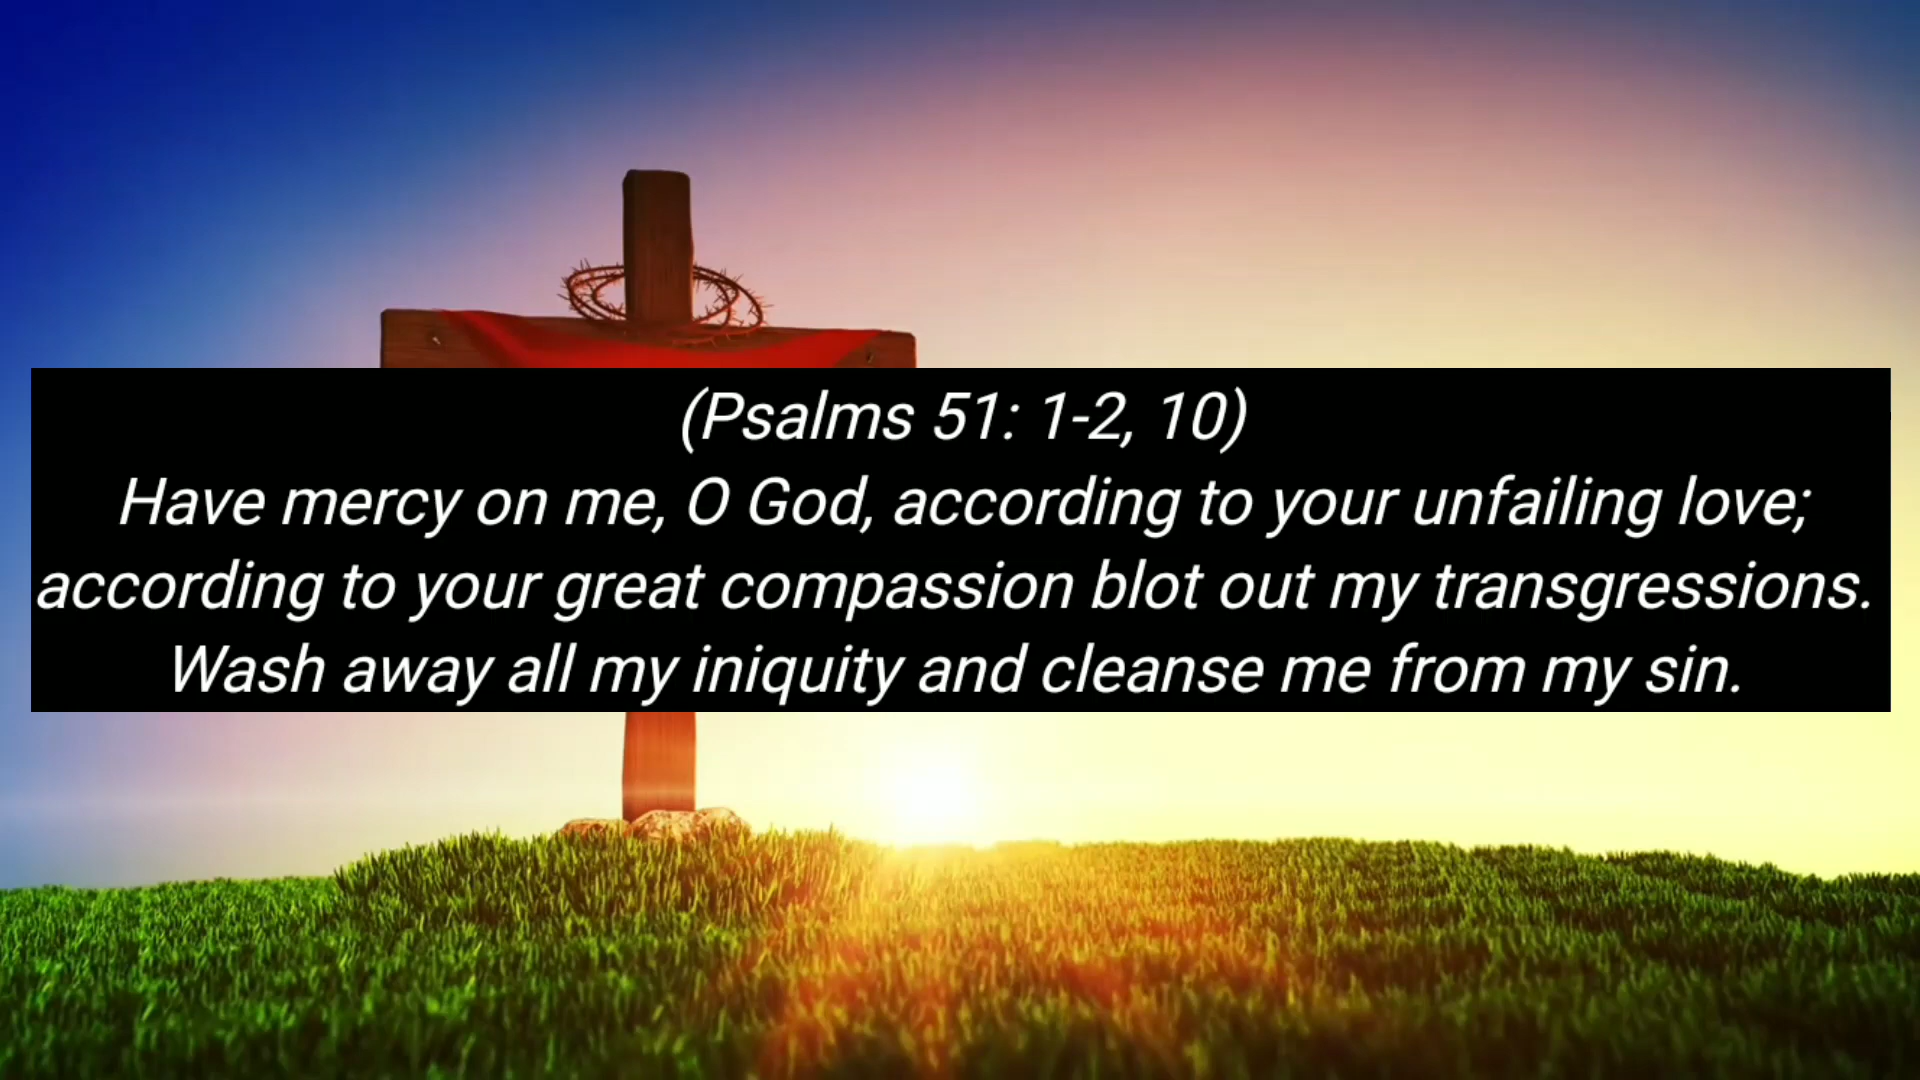 (Psalms 51: 1-2, 10)
Have mercy on me, O God, according to your unfailing love;
according to your great compassion blot out my transgressions.
Wash away all my iniquity and cleanse me from my sin.